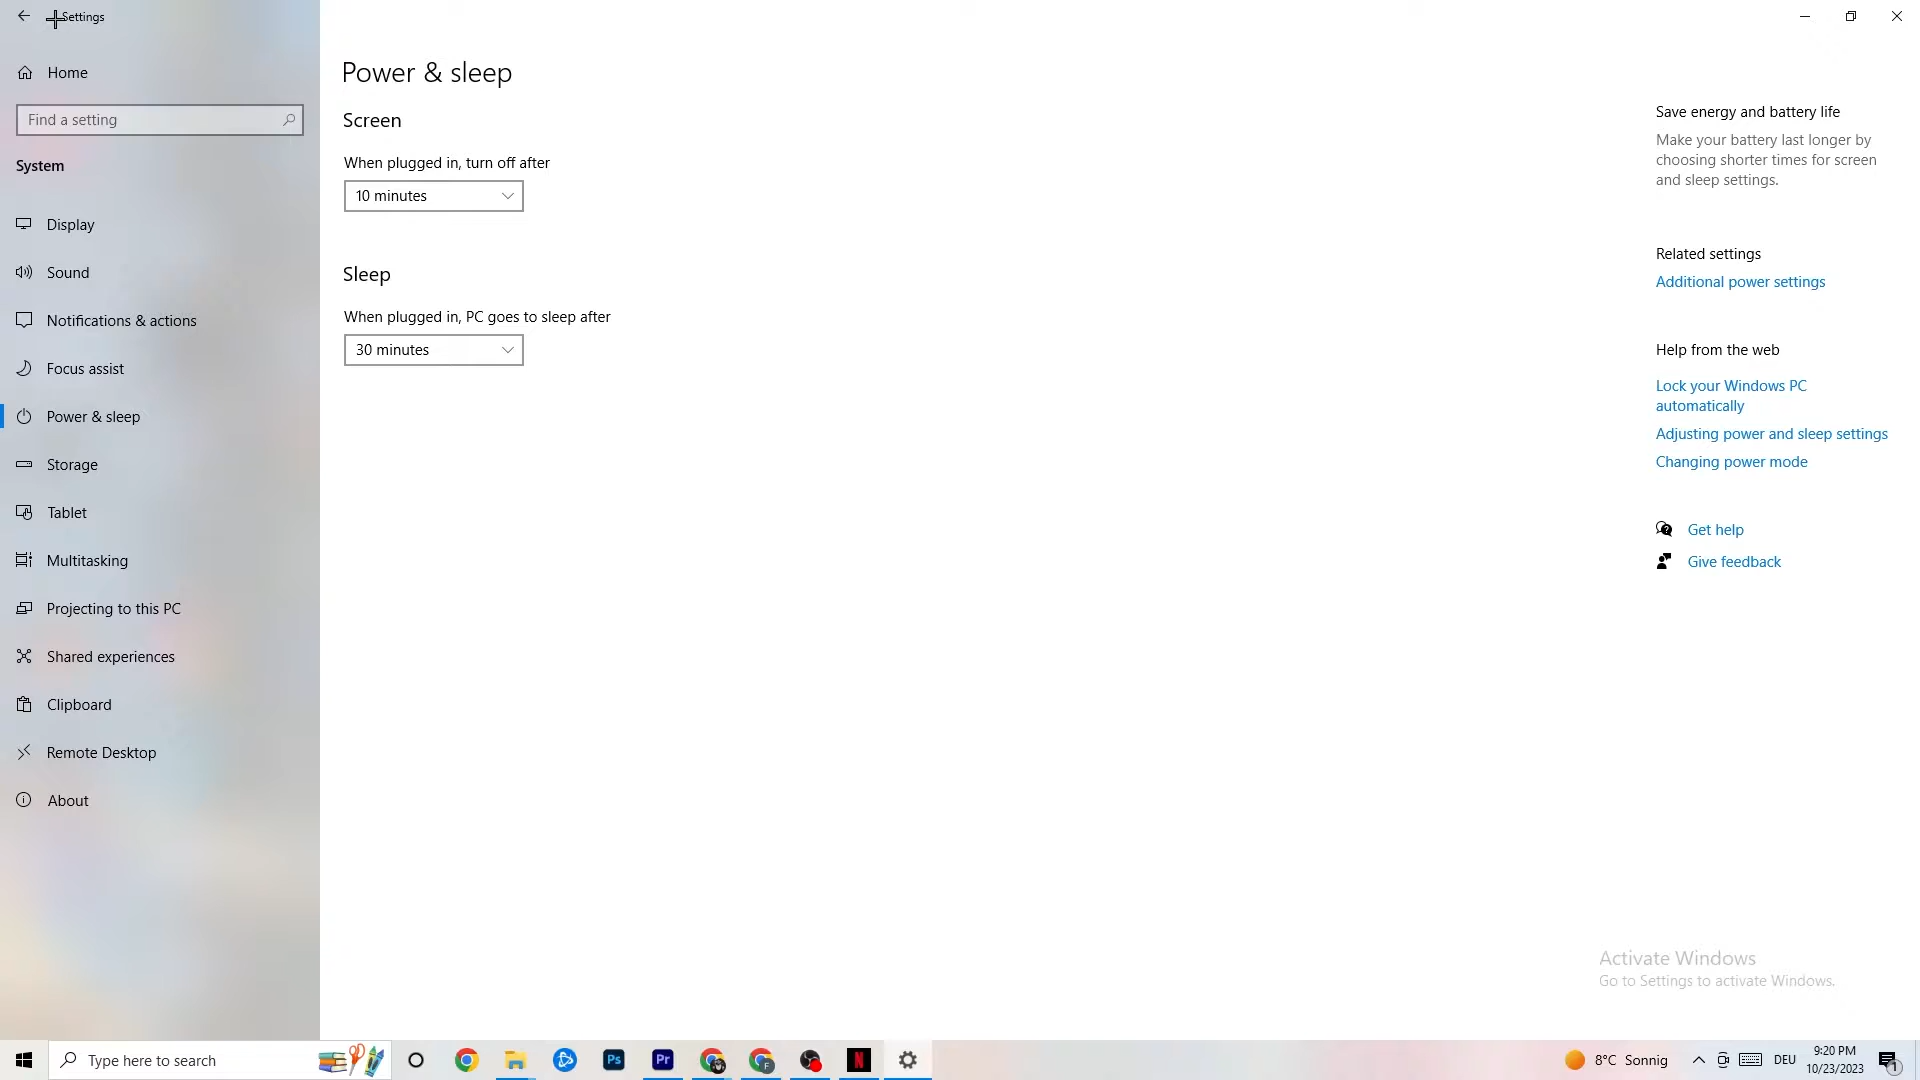 Settings
Home
Find a setting
System
Display
Sound
Notifications & actions
Focus assist
Power & sleep
Storage
Tablet
Multitasking
Projecting to this PC
Shared experiences
Clipboard
Remote Desktop
About
Power & sleep
Screen
When plugged in, turn off after
10 minutes
Sleep
When plugged in, PC goes to sleep after
30 minutes
Save energy and battery life
Make your battery last longer by
choosing shorter times for screen
and sleep settings.
Related settings
Additional power settings
Help from the web
Lock your Windows PC
automatically
Adjusting power and sleep settings
Changing power mode
Get help
Give feedback
Activate Windows
Go to Settings to activate Windows.
Type here to search
Ps
Pr
F
N
8°C Sonnig
DEU
9:20 PM
10/23/2023
1